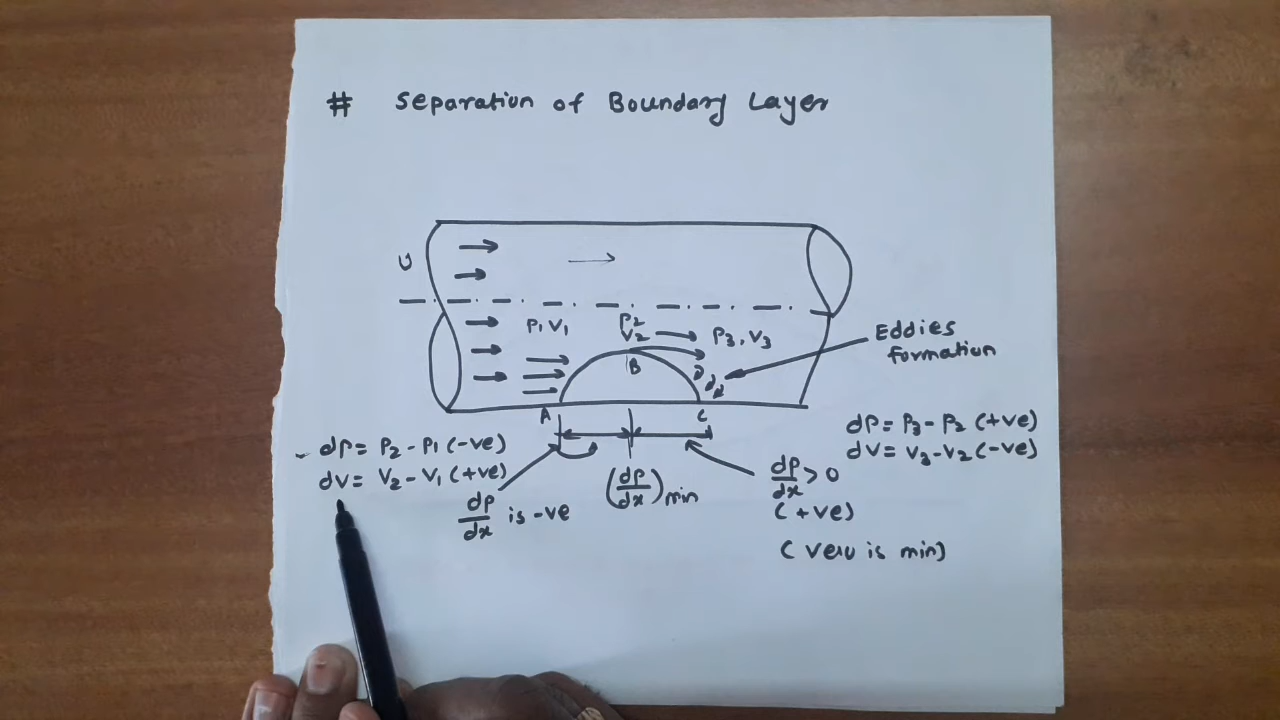 # Separation of Boundary Layer
U
P₁ V₁
P₂
V₂
P₃, V₃
Eddies
formation
B
A
C
dP = P₂ - P₁ (-ve)
dV = V₂ - V₁ (+ve)
dP = P₃ - P₂ (+ve)
dV = V₃ - V₂ (-ve)
dP/dx is -ve
(dP/dx)min
dP/dx > 0
(+ve)
( is min)